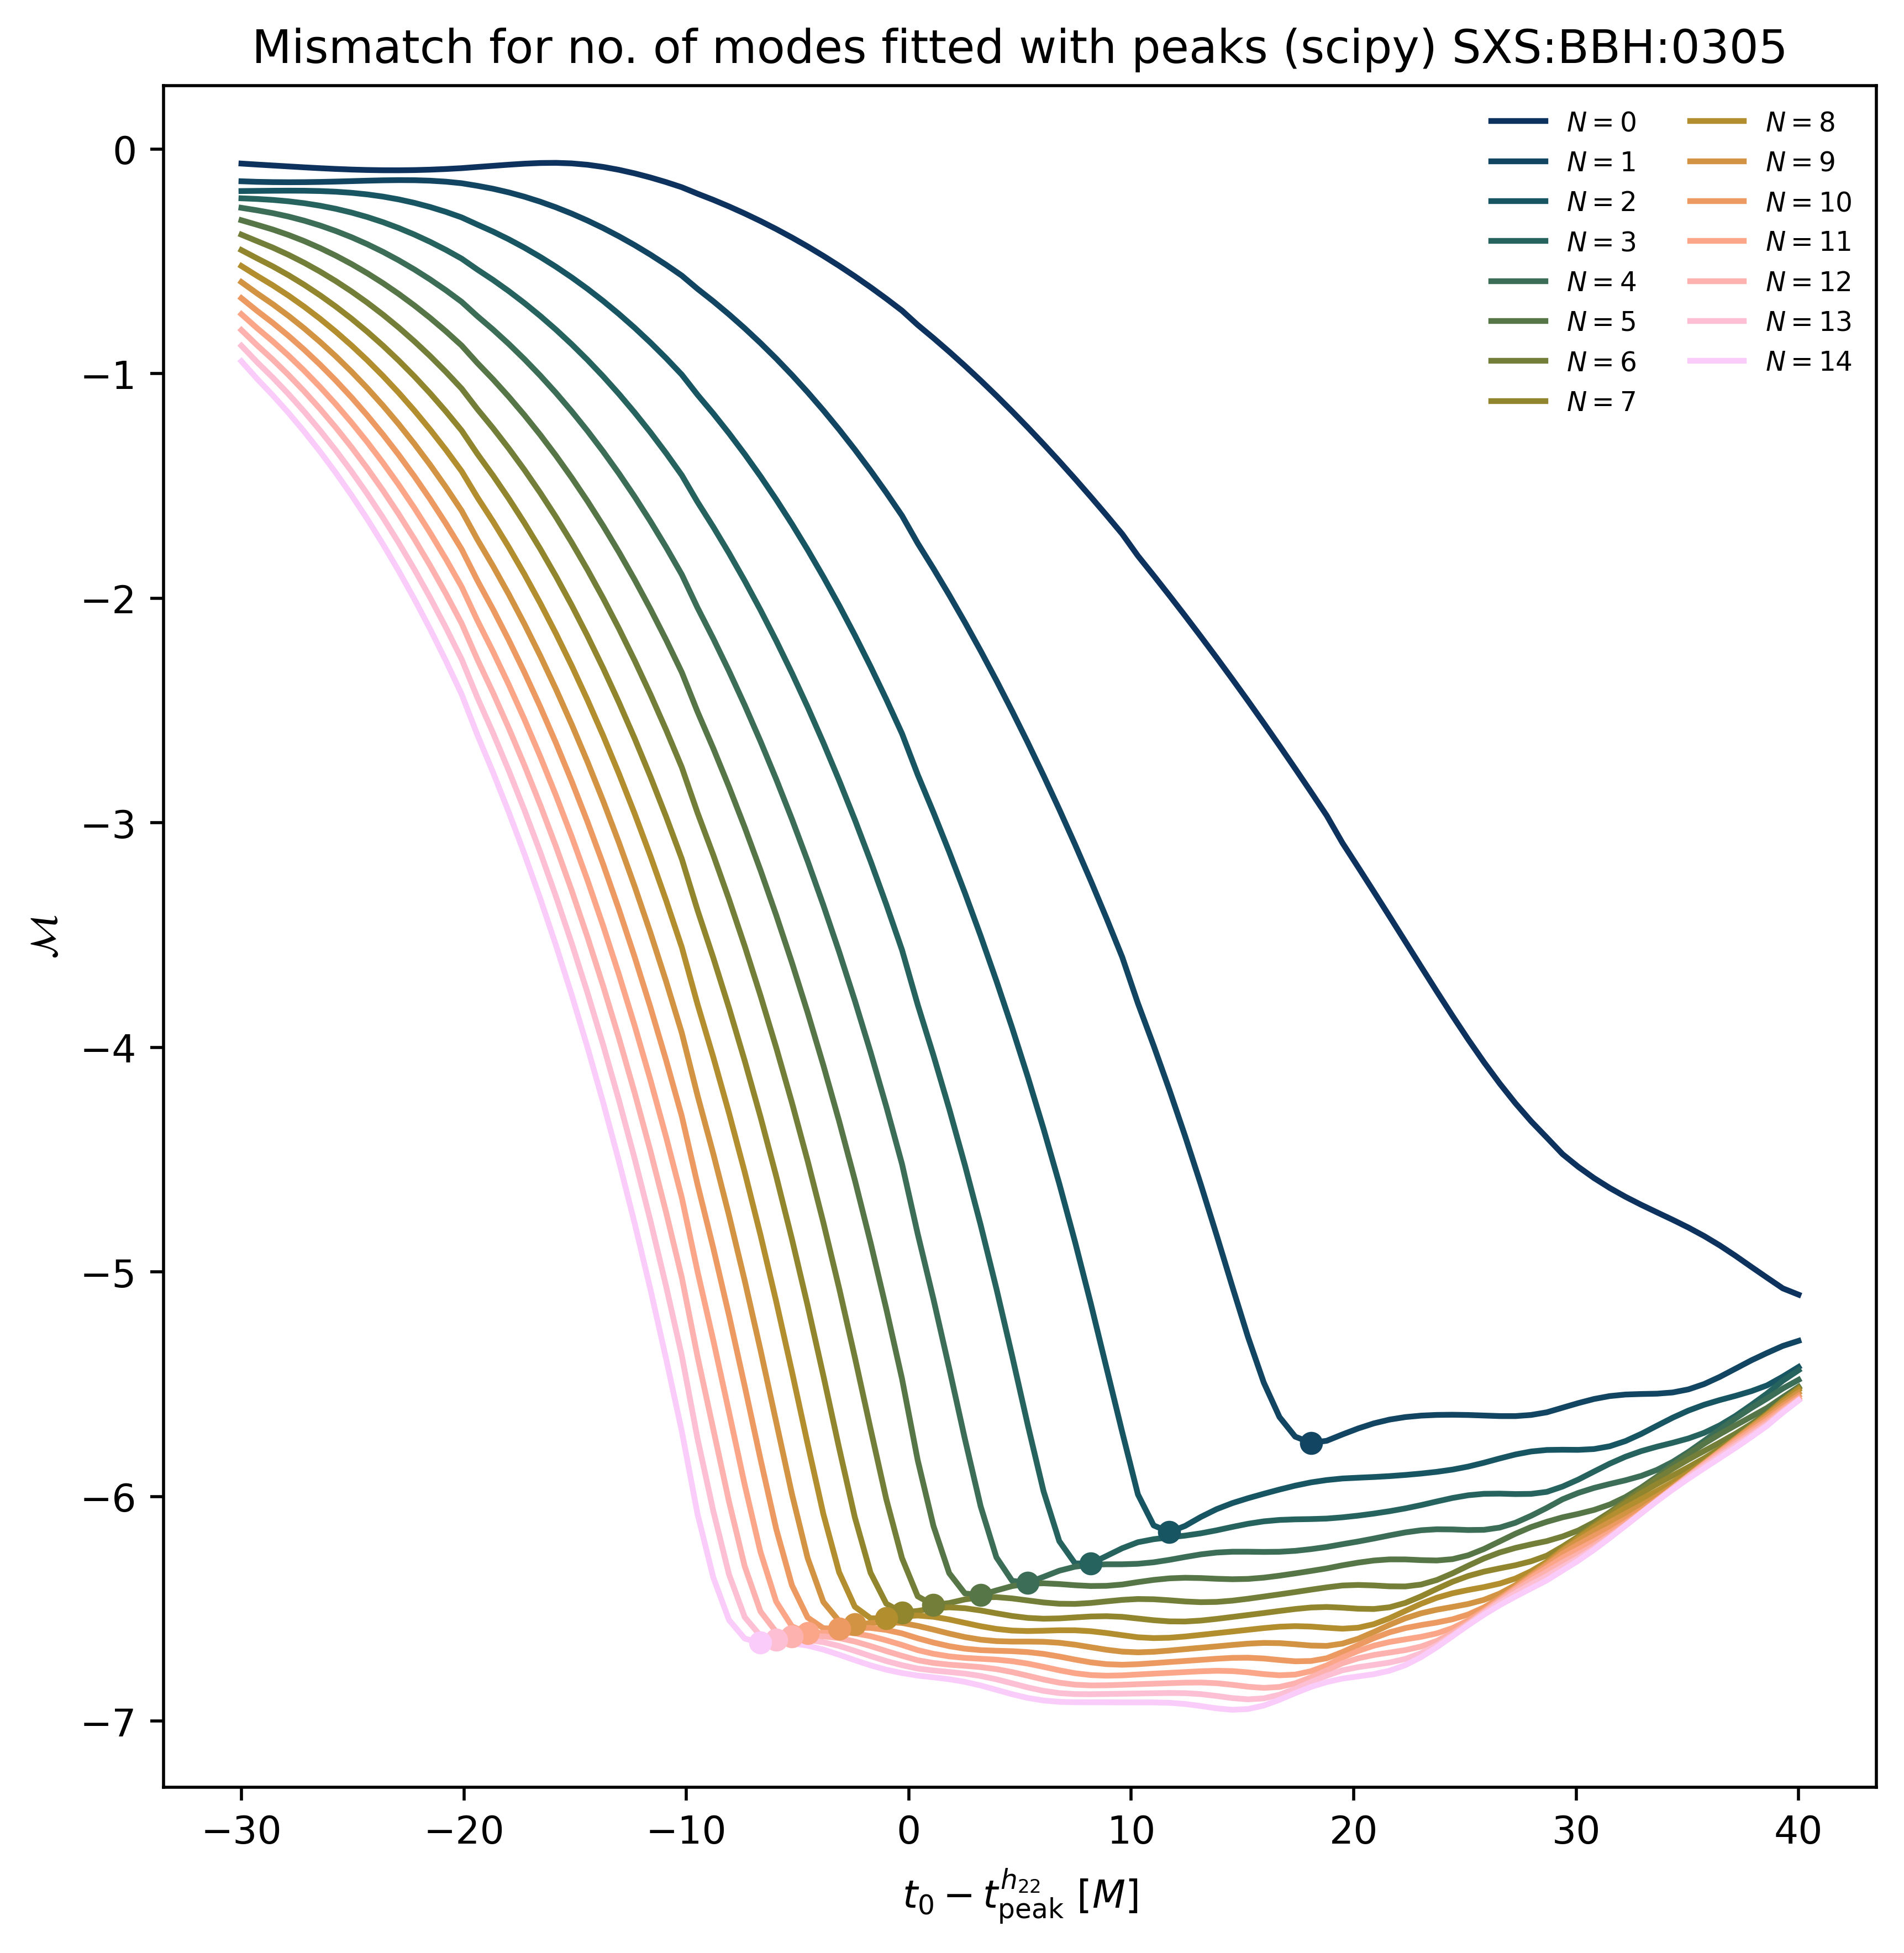 Mismatch for no. of modes fitted with peaks (scipy) SXS:BBH:0305
N = 0
N = 1
N = 2
N = 3
N = 4
N = 5
N = 6
N = 7
N = 8
N = 9
N = 10
N = 11
N = 12
N = 13
N = 14
0
−1
−2
−3
−4
−5
−6
−7
ℳ
−30 −20 −10 0 10 20 30 40
t₀ − t_peak^h₂₂ [M]